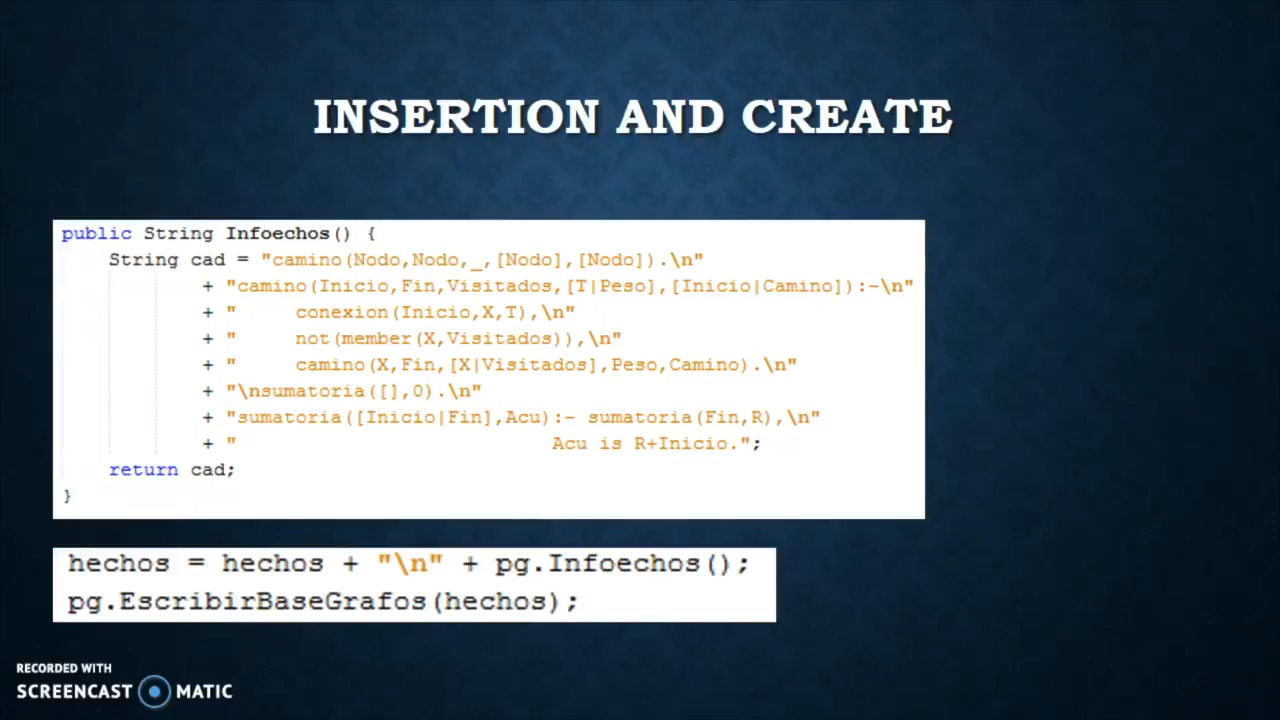 INSERTION AND CREATE
public String Infoechos() {
String cad = "camino(Nodo,Nodo,_,[Nodo],[Nodo]).\n"
+ "camino(Inicio,Fin,Visitados,[T|Peso],[Inicio|Camino]):-\n"
+ "     conexion(Inicio,X,T),\n"
+ "     not(member(X,Visitados)),\n"
+ "     camino(X,Fin,[X|Visitados],Peso,Camino).\n"
+ "\nsumatoria([],0).\n"
+ "sumatoria([Inicio|Fin],Acu):- sumatoria(Fin,R),\n"
+ "                           Acu is R+Inicio.";
return cad;
}
hechos = hechos + "\n" + pg.Infoechos();
pg.EscribirBaseGrafos(hechos);
RECORDED WITH
SCREENCAST MATIC